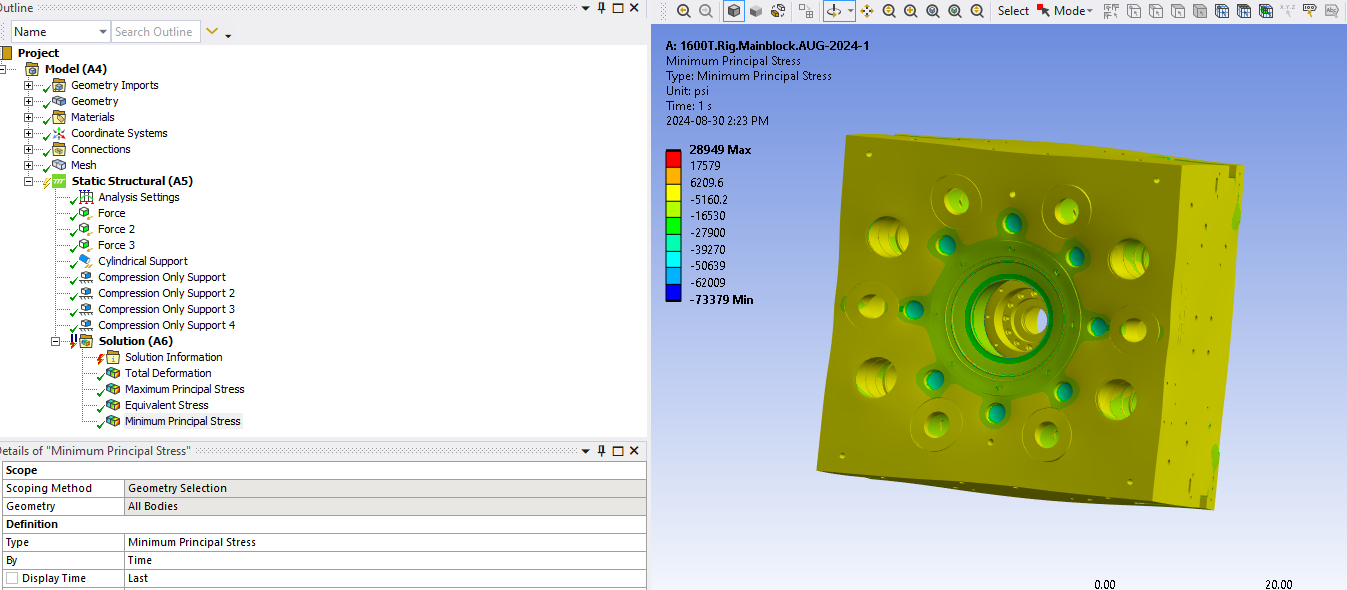 Outline
Name
Search Outline
Project
Model (A4)
Geometry Imports
Geometry
Materials
Coordinate Systems
Connections
Mesh
Static Structural (A5)
Analysis Settings
Force
Force 2
Force 3
Cylindrical Support
Compression Only Support
Compression Only Support 2
Compression Only Support 3
Compression Only Support 4
Solution (A6)
Solution Information
Total Deformation
Maximum Principal Stress
Equivalent Stress
Minimum Principal Stress
etails of "Minimum Principal Stress"
Scope
Scoping Method Geometry Selection
Geometry All Bodies
Definition
Type Minimum Principal Stress
By Time
Display Time Last
Select Mode
A: 1600T.Rig.Mainblock.AUG-2024-1
Minimum Principal Stress
Type: Minimum Principal Stress
Unit: psi
Time: 1 s
2024-08-30 2:23 PM
28949 Max
17579
6209.6
-5160.2
-16530
-27900
-39270
-50639
-62009
-73379 Min
0.00 20.00